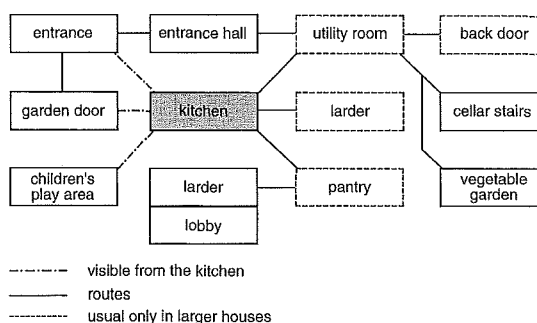 entrance
entrance hall
utility room
back door
garden door
kitchen
larder
cellar stairs
children's
play area
larder
lobby
pantry
vegetable
garden
visible from the kitchen
routes
usual only in larger houses